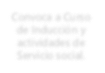 Convoca a Curso
de Inducción y
actividades de
Servicio social.